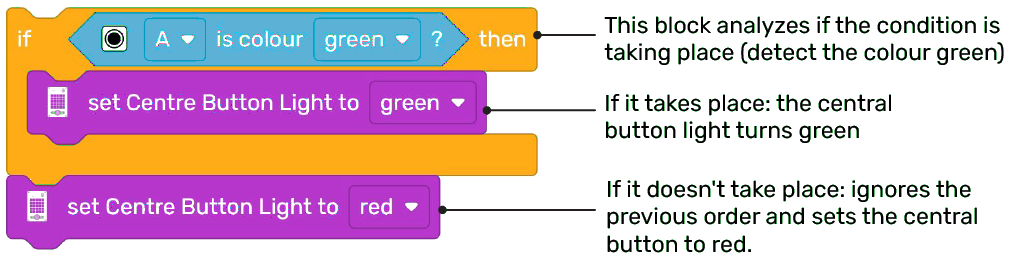 if A is colour green ? then
set Centre Button Light to green
set Centre Button Light to red
This block analyzes if the condition is
taking place (detect the colour green)
If it takes place: the central
button light turns green
If it doesn't take place: ignores the
previous order and sets the central
button to red.